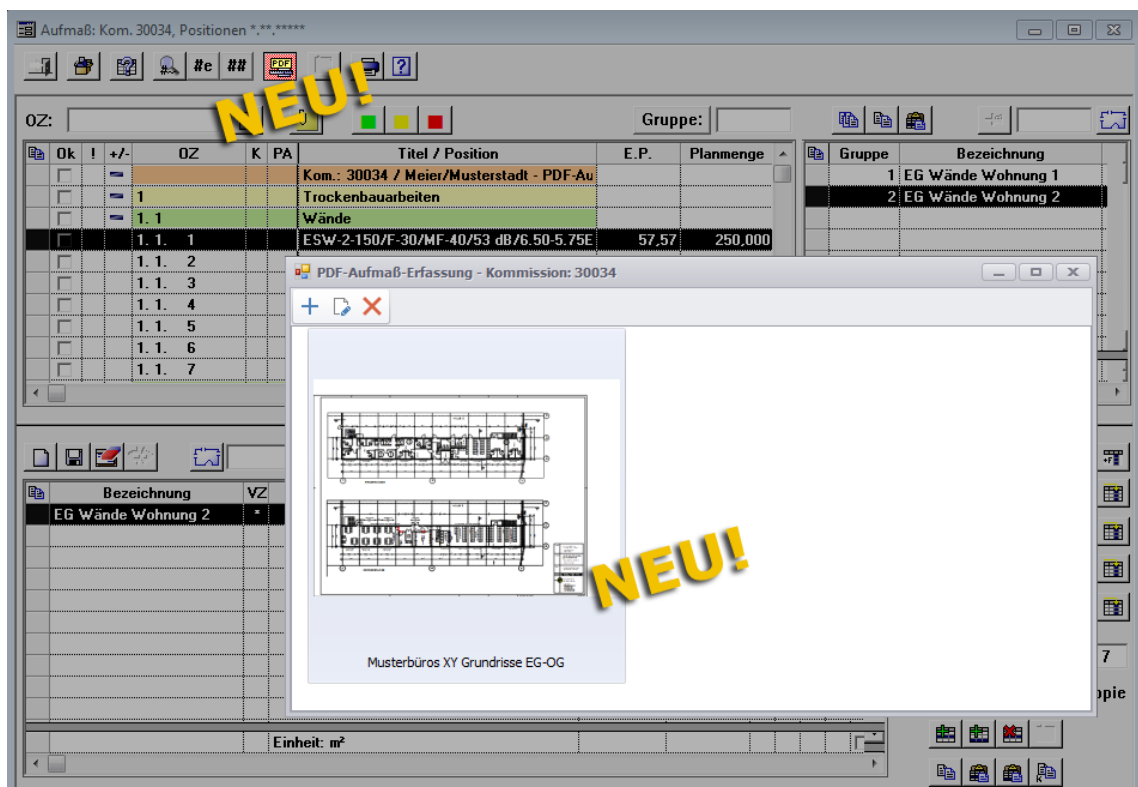 Aufmaß: Kom. 30034, Positionen *.**.*****
#e ## PDF ?
NEU!
OZ:
Gruppe:
Ok ! +/- OZ K PA Titel / Position E.P. Planmenge
Gruppe Bezeichnung
Kom.: 30034 / Meier/Musterstadt - PDF-Au
1 EG Wände Wohnung 1
1 Trockenbauarbeiten
2 EG Wände Wohnung 2
1. 1 Wände
1. 1. 1 ESW-2-150/F-30/MF-40/53 dB/6.50-5.75E 57,57 250,000
1. 1. 2
1. 1. 3
1. 1. 4
1. 1. 5
1. 1. 6
1. 1. 7
PDF-Aufmaß-Erfassung - Kommission: 30034
NEU!
Musterbüros XY Grundrisse EG-OG
Bezeichnung VZ
EG Wände Wohnung 2 *
7
opie
Einheit: m²